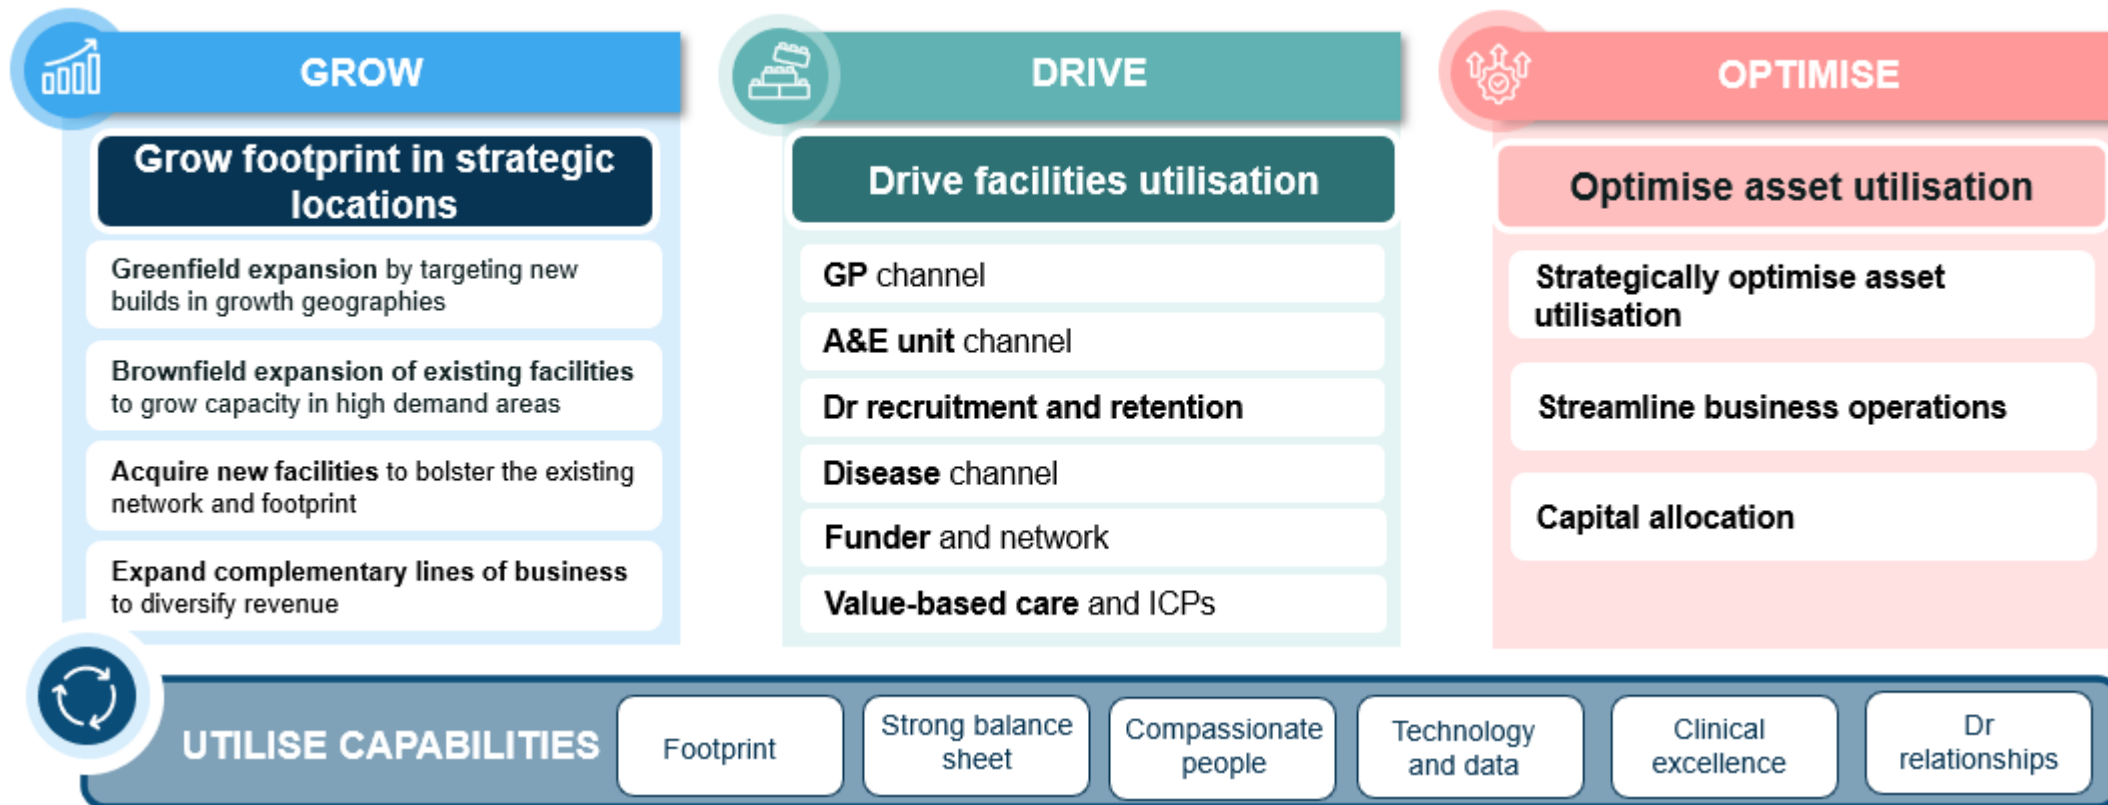 GROW
Grow footprint in strategic
locations
Greenfield expansion by targeting new
builds in growth geographies
Brownfield expansion of existing facilities
to grow capacity in high demand areas
Acquire new facilities to bolster the existing
network and footprint
Expand complementary lines of business
to diversify revenue
DRIVE
Drive facilities utilisation
GP channel
A&E unit channel
Dr recruitment and retention
Disease channel
Funder and network
Value-based care and ICPs
OPTIMISE
Optimise asset utilisation
Strategically optimise asset
utilisation
Streamline business operations
Capital allocation
UTILISE CAPABILITIES
Footprint
Strong balance
sheet
Compassionate
people
Technology
and data
Clinical
excellence
Dr
relationships